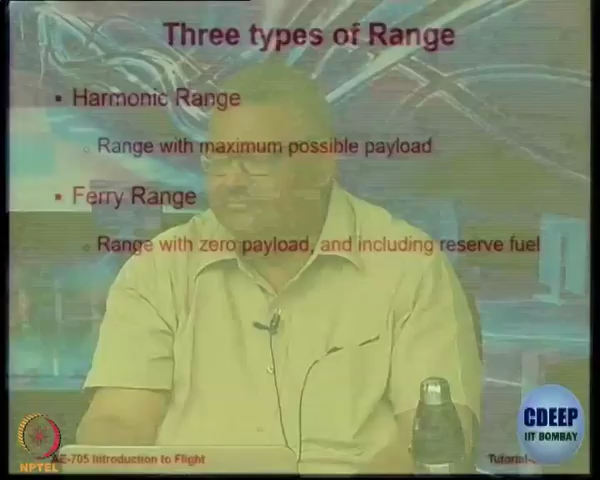 Three types of Range
▪ Harmonic Range
○ Range with maximum possible payload
▪ Ferry Range
○ Range with zero payload, and including reserve fuel
CDEEP
IIT BOMBAY
NPTEL
AE-705 Introduction to Flight
Tutorial-